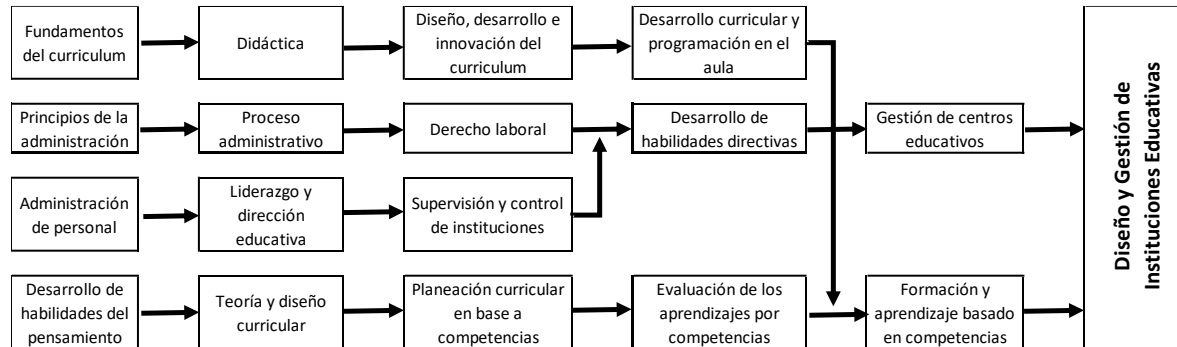 Fundamentos
del curriculum
Didáctica
Diseño, desarrollo e
innovación del
curriculum
Desarrollo curricular y
programación en el
aula
Principios de la
administración
Proceso
administrativo
Derecho laboral
Desarrollo de
habilidades directivas
Gestión de centros
educativos
Administración
de personal
Liderazgo y
dirección
educativa
Supervisión y control
de instituciones
Desarrollo de
habilidades del
pensamiento
Teoría y diseño
curricular
Planeación curricular
en base a
competencias
Evaluación de los
aprendizajes por
competencias
Formación y
aprendizaje basado
en competencias
Diseño y Gestión de
Instituciones Educativas